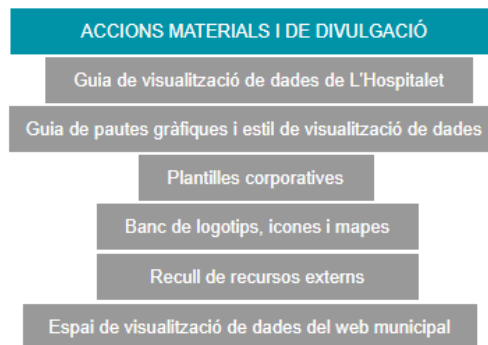 ACCIONS MATERIALS I DE DIVULGACIÓ
Guia de visualització de dades de L'Hospitalet
Guia de pautes gràfiques i estil de visualització de dades
Plantilles corporatives
Banc de logotips, icones i mapes
Recull de recursos externs
Espai de visualització de dades del web municipal